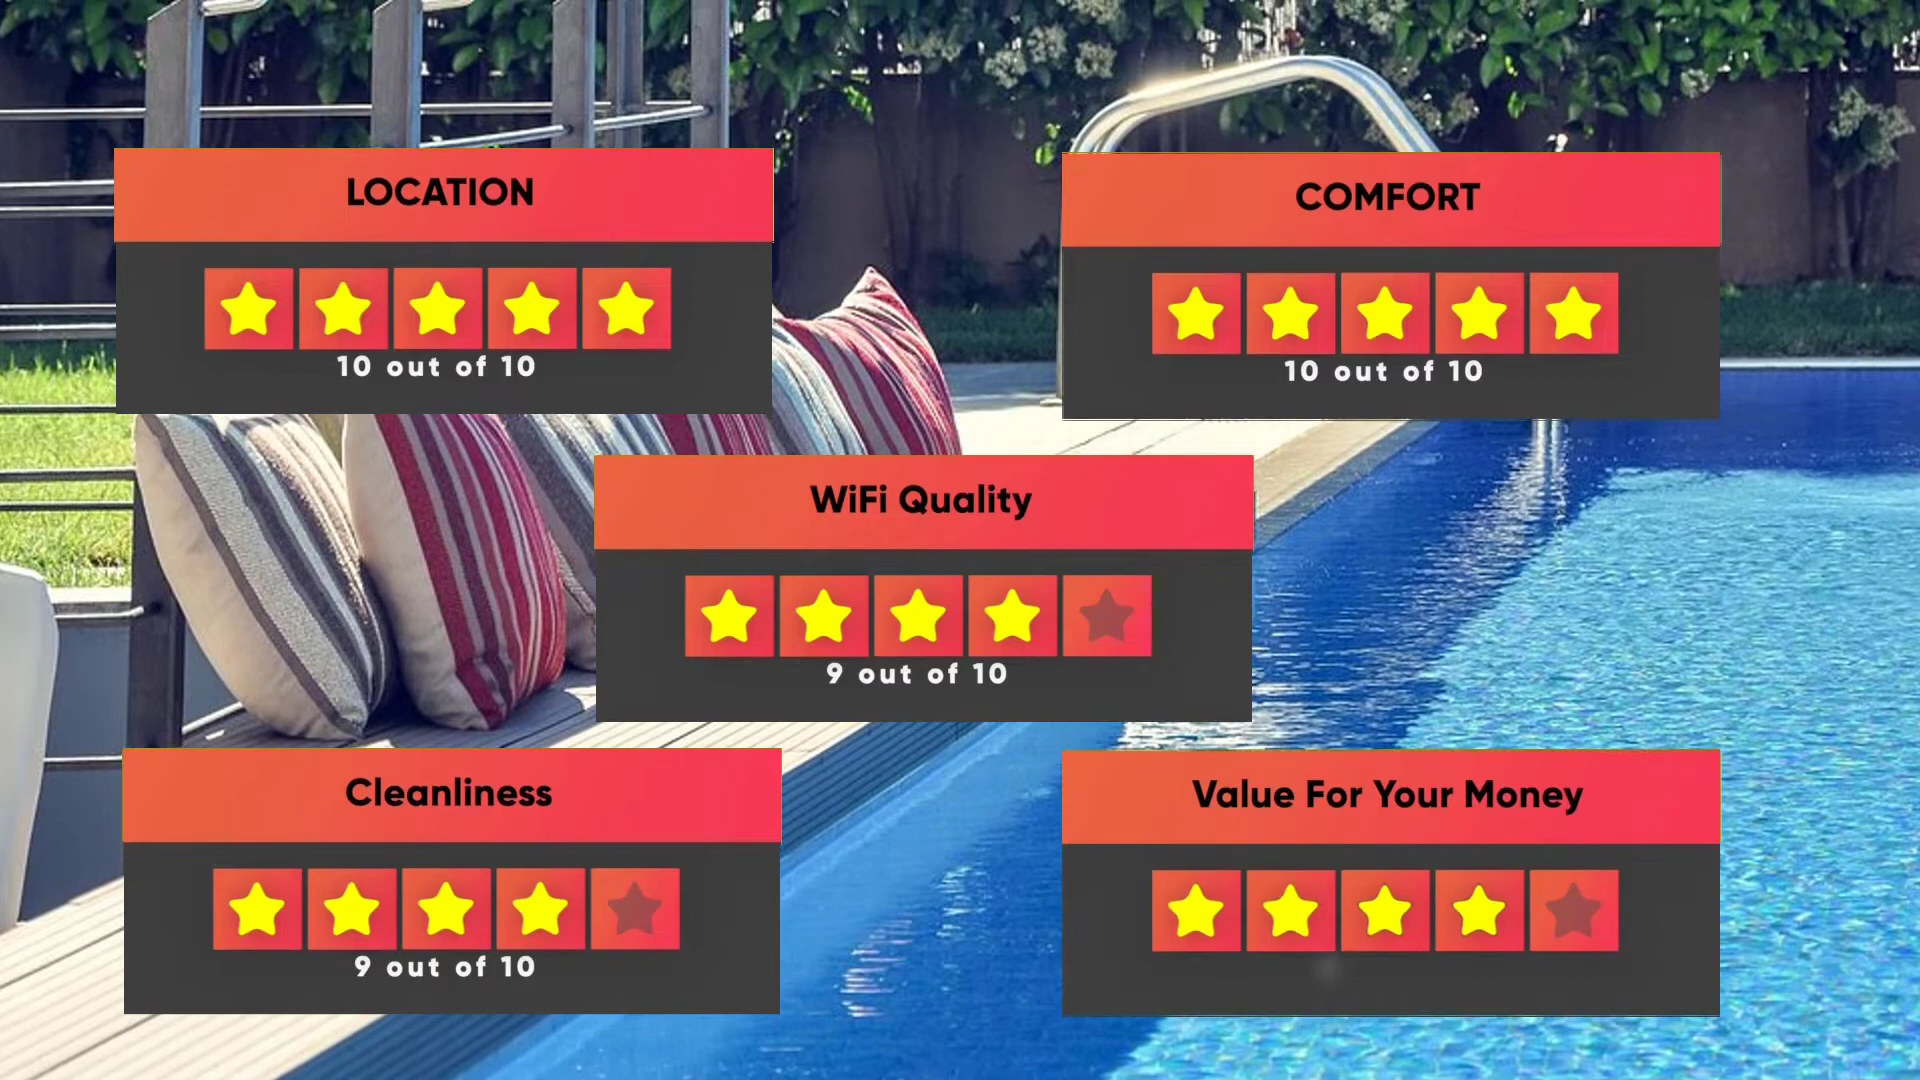 LOCATION
10 out of 10
COMFORT
10 out of 10
WiFi Quality
9 out of 10
Cleanliness
9 out of 10
Value For Your Money